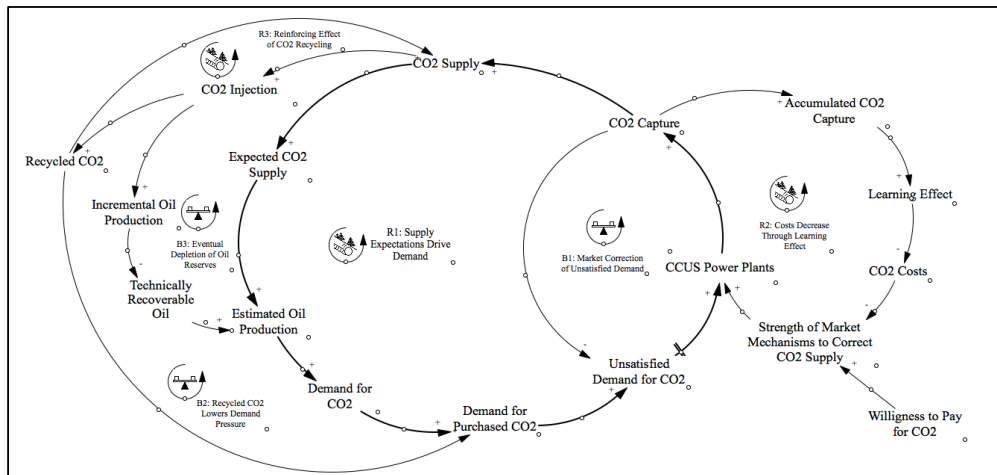 R3: Reinforcing Effect
of CO2 Recycling
CO2 Supply
CO2 Injection
Accumulated CO2
Capture
CO2 Capture
Recycled CO2
Expected CO2
Supply
Learning Effect
Incremental Oil
Production
B3: Eventual
Depletion of Oil
Reserves
R1: Supply
Expectations Drive
Demand
B1: Market Correction
of Unsatisfied Demand
R2: Costs Decrease
Through Learning
Effect
CCUS Power Plants
CO2 Costs
Technically
Recoverable
Oil
Estimated Oil
Production
Strength of Market
Mechanisms to Correct
CO2 Supply
Unsatisfied
Demand for CO2
Demand for
CO2
B2: Recycled CO2
Lowers Demand
Pressure
Demand for
Purchased CO2
Willigness to Pay
for CO2